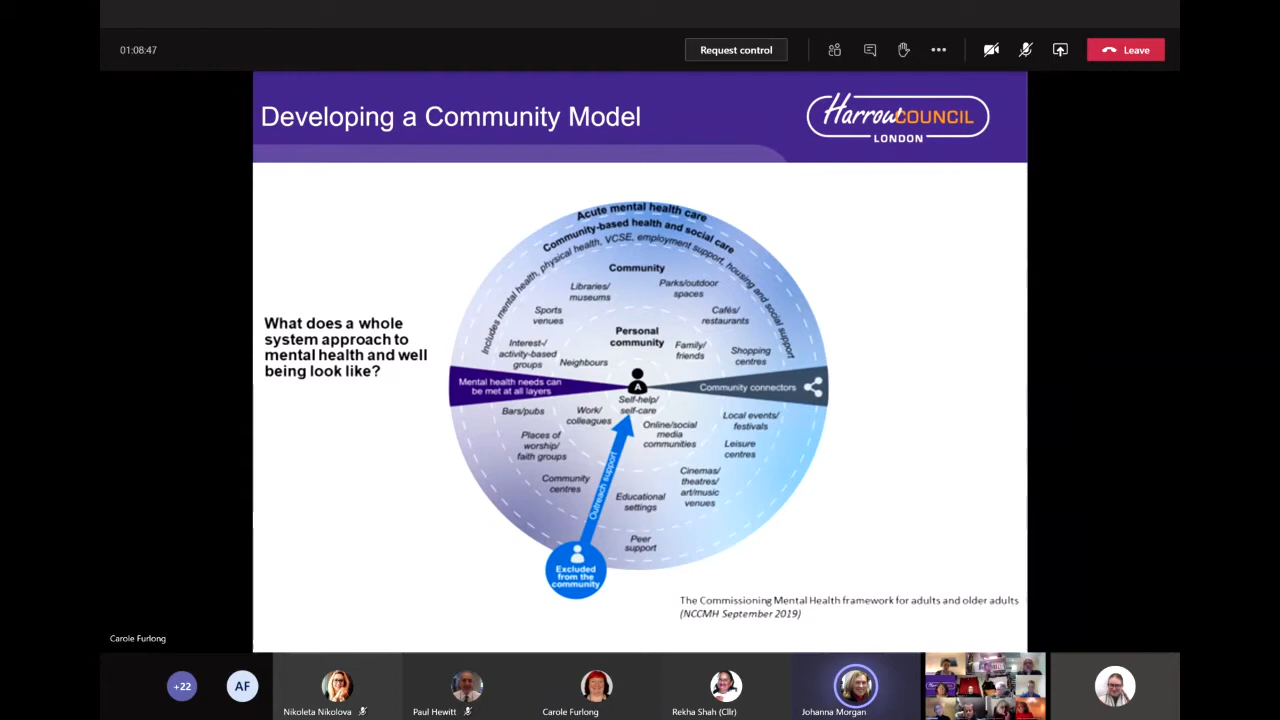 01:08:47
Request control
Leave
Developing a Community Model
Harrow COUNCIL
LONDON
What does a whole
system approach to
mental health and well
being look like?
Acute mental health care
Community-based health and social care
Includes mental health, physical health, VCSE, employment support, housing and social support
Community
Libraries/
museums
Parks/outdoor
spaces
Sports
venues
Cafés/
restaurants
Personal
community
Interest-/
activity-based
groups
Neighbours
Family/
friends
Shopping
centres
Mental health needs can
be met at all layers
A
Community connectors
Self-help/
self-care
Bars/pubs
Work/
colleagues
Online/social
media
communities
Local events/
festivals
Places of
worship/
faith groups
Leisure
centres
Community
centres
Outreach support
Cinemas/
theatres/
art/music
venues
Educational
settings
Peer
support
Excluded
from the
community
The Commissioning Mental Health framework for adults and older adults
(NCCMH September 2019)
Carole Furlong
+22
AF
Nikoleta Nikolova
Paul Hewitt
Carole Furlong
Rekha Shah (Cllr)
Johanna Morgan